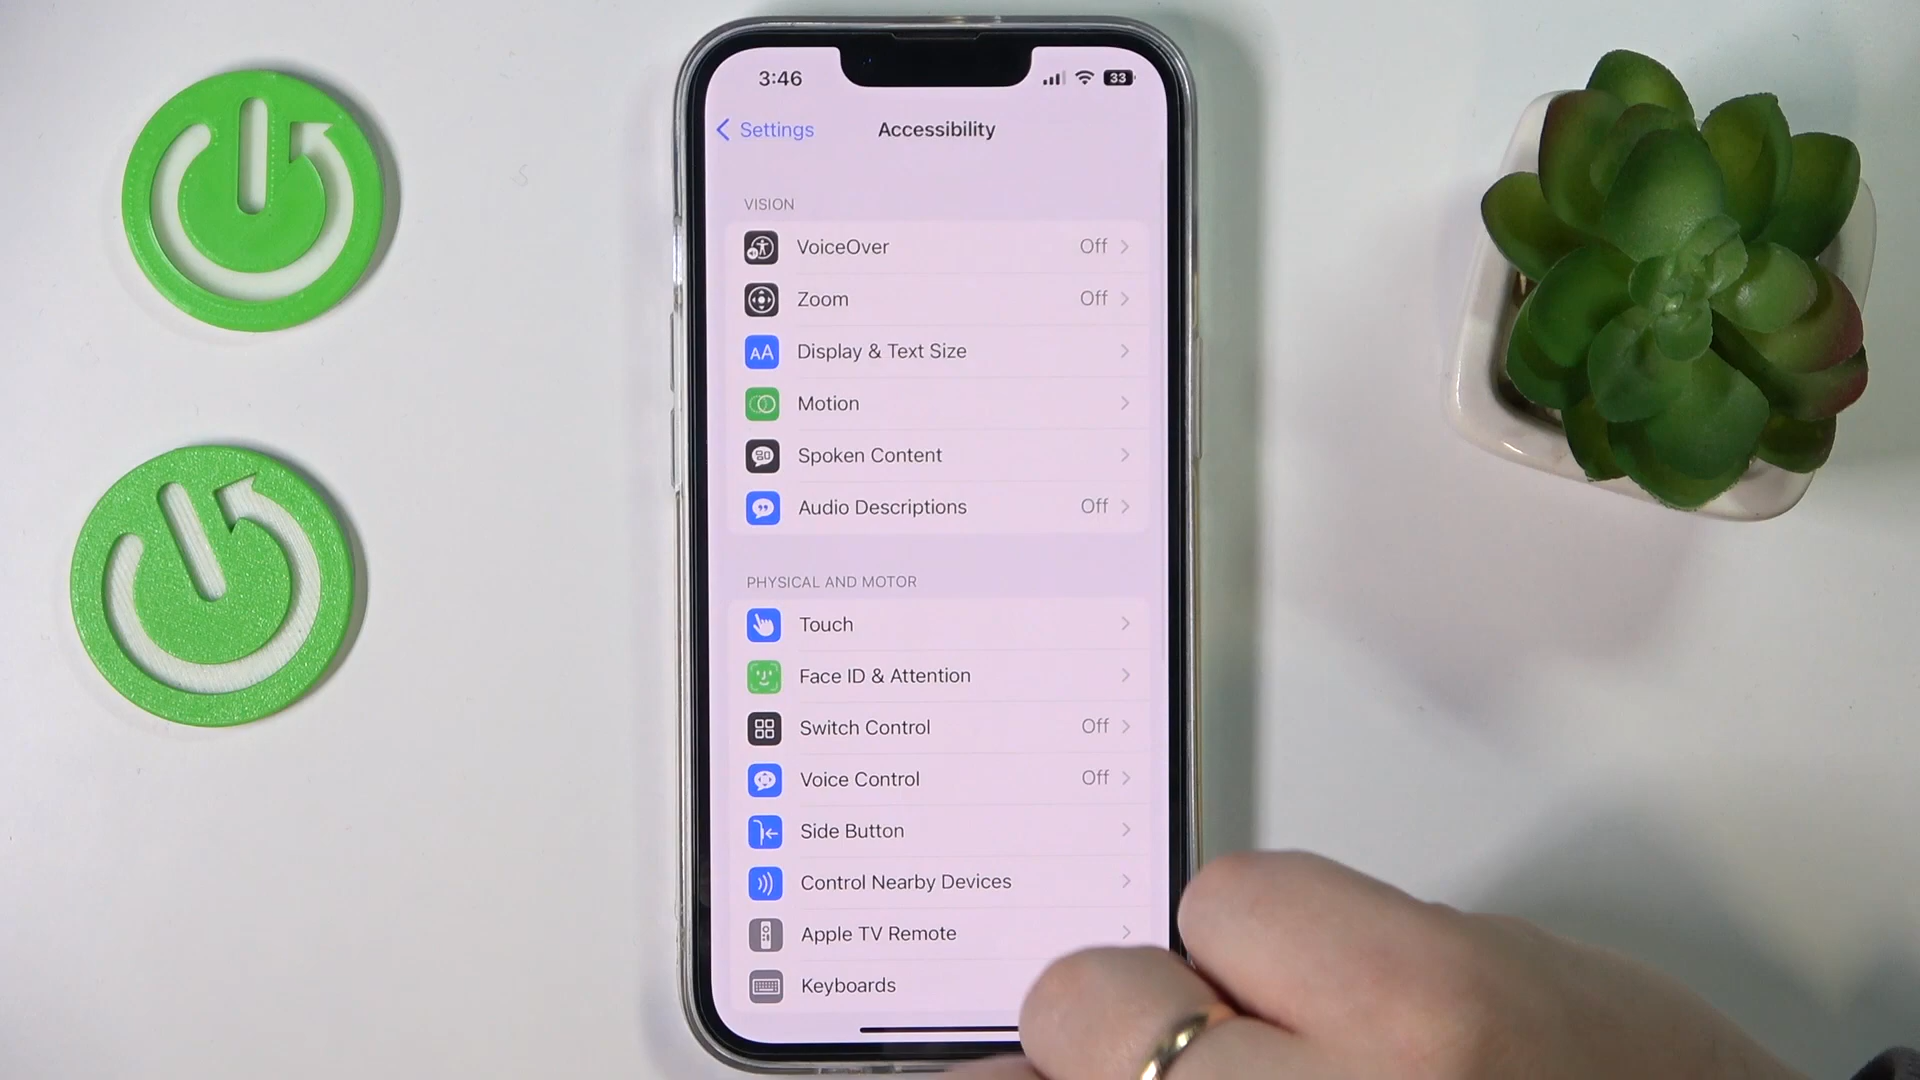 3:46
33
Settings
Accessibility
VISION
VoiceOver Off
Zoom Off
AA Display & Text Size
Motion
Spoken Content
Audio Descriptions Off
PHYSICAL AND MOTOR
Touch
Face ID & Attention
Switch Control Off
Voice Control Off
Side Button
Control Nearby Devices
Apple TV Remote
Keyboards